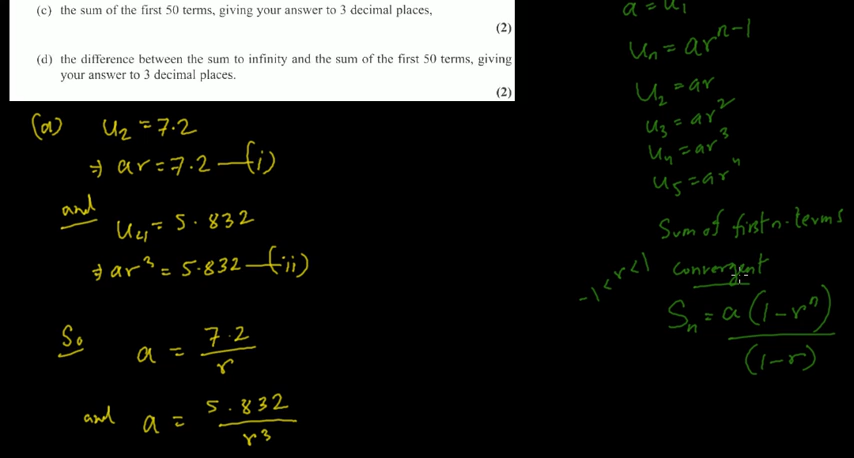 (c) the sum of the first 50 terms, giving your answer to 3 decimal places,
(2)
(d) the difference between the sum to infinity and the sum of the first 50 terms, giving
your answer to 3 decimal places.
(2)
(a) u₂ = 7.2
⇒ ar = 7.2 —(i)
and
u₄ = 5.832
⇒ ar³ = 5.832 —(ii)
So
a = 7.2/r
and a = 5.832/r³
a = u₁
uₙ = arⁿ⁻¹
u₂ = ar
u₃ = ar²
u₄ = ar³
u₅ = ar⁴
Sum of first n-terms
-1<r<1 convergent
Sₙ = a(1-rⁿ)/(1-r)